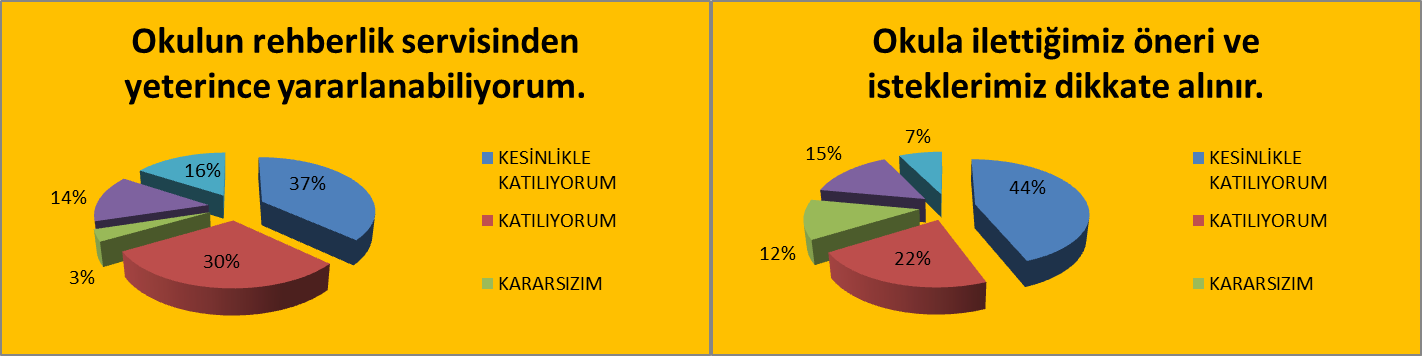 Okulun rehberlik servisinden
yeterince yararlanabiliyorum.
37%
30%
3%
14%
16%
KESİNLİKLE
KATILIYORUM
KATILIYORUM
KARARSIZIM
Okula ilettiğimiz öneri ve
isteklerimiz dikkate alınır.
44%
22%
12%
15%
7%
KESİNLİKLE
KATILIYORUM
KATILIYORUM
KARARSIZIM